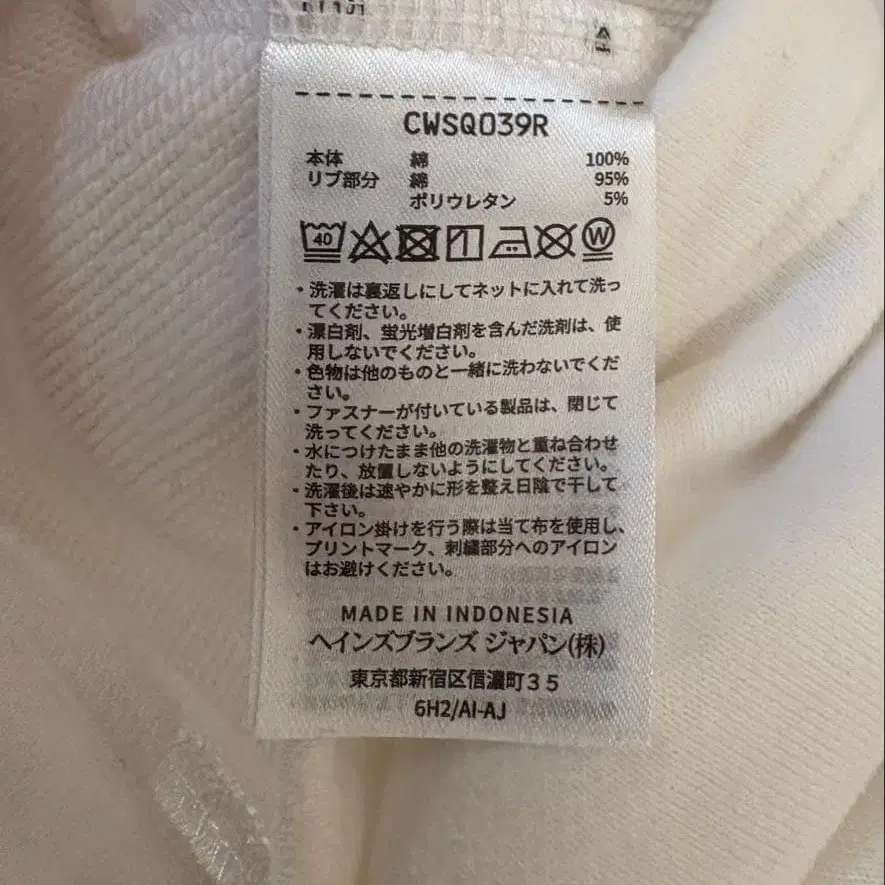 CWSQ039R
本体 綿 100%
リブ部分 綿 95%
ポリウレタン 5%
40 W
・洗濯は裏返しにしてネットに入れて洗っ
てください。
・漂白剤、蛍光増白剤を含んだ洗剤は、使
用しないでください。
・色物は他のものと一緒に洗わないでくだ
さい。
・ファスナーが付いている製品は、閉じて
洗ってください。
・水につけたまま他の洗濯物と重ね合わせ
たり、放置しないようにしてください。
・洗濯後は速やかに形を整え日陰で干して
下さい。
・アイロン掛けを行う際は当て布を使用し、
プリントマーク、刺繍部分へのアイロン
はお避けください。
MADE IN INDONESIA
ヘインズブランズ ジャパン(株)
東京都新宿区信濃町35
6H2/AI-AJ